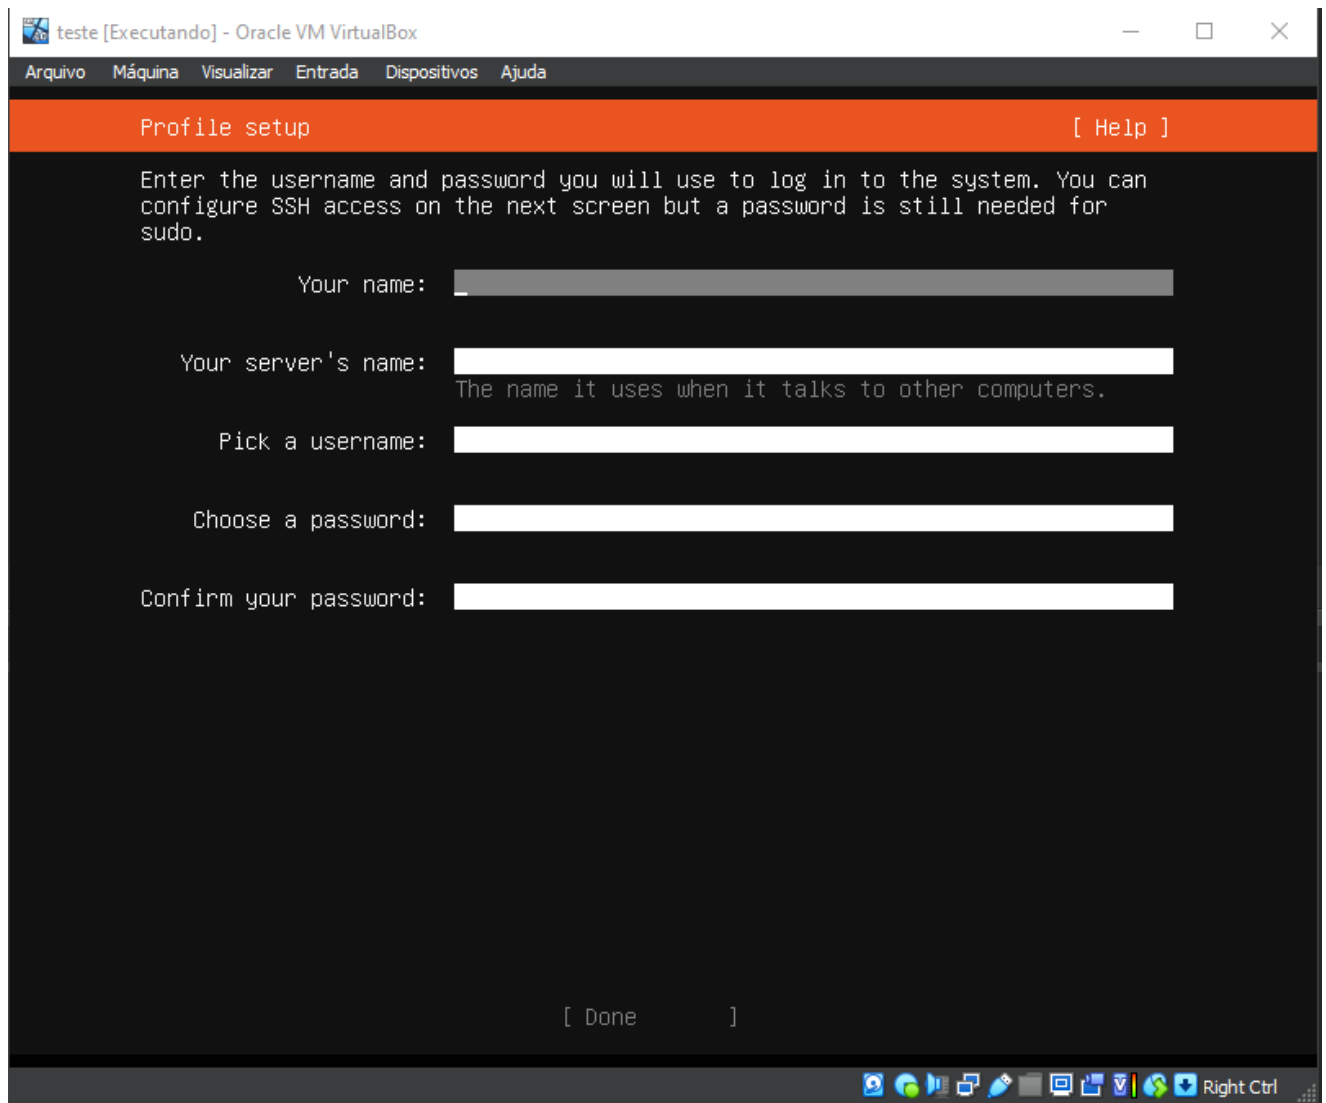 teste [Executando] - Oracle VM VirtualBox
Arquivo Máquina Visualizar Entrada Dispositivos Ajuda
Profile setup [ Help ]
Enter the username and password you will use to log in to the system. You can
configure SSH access on the next screen but a password is still needed for
sudo.
Your name:
Your server's name:
The name it uses when it talks to other computers.
Pick a username:
Choose a password:
Confirm your password:
[ Done ]
Right Ctrl